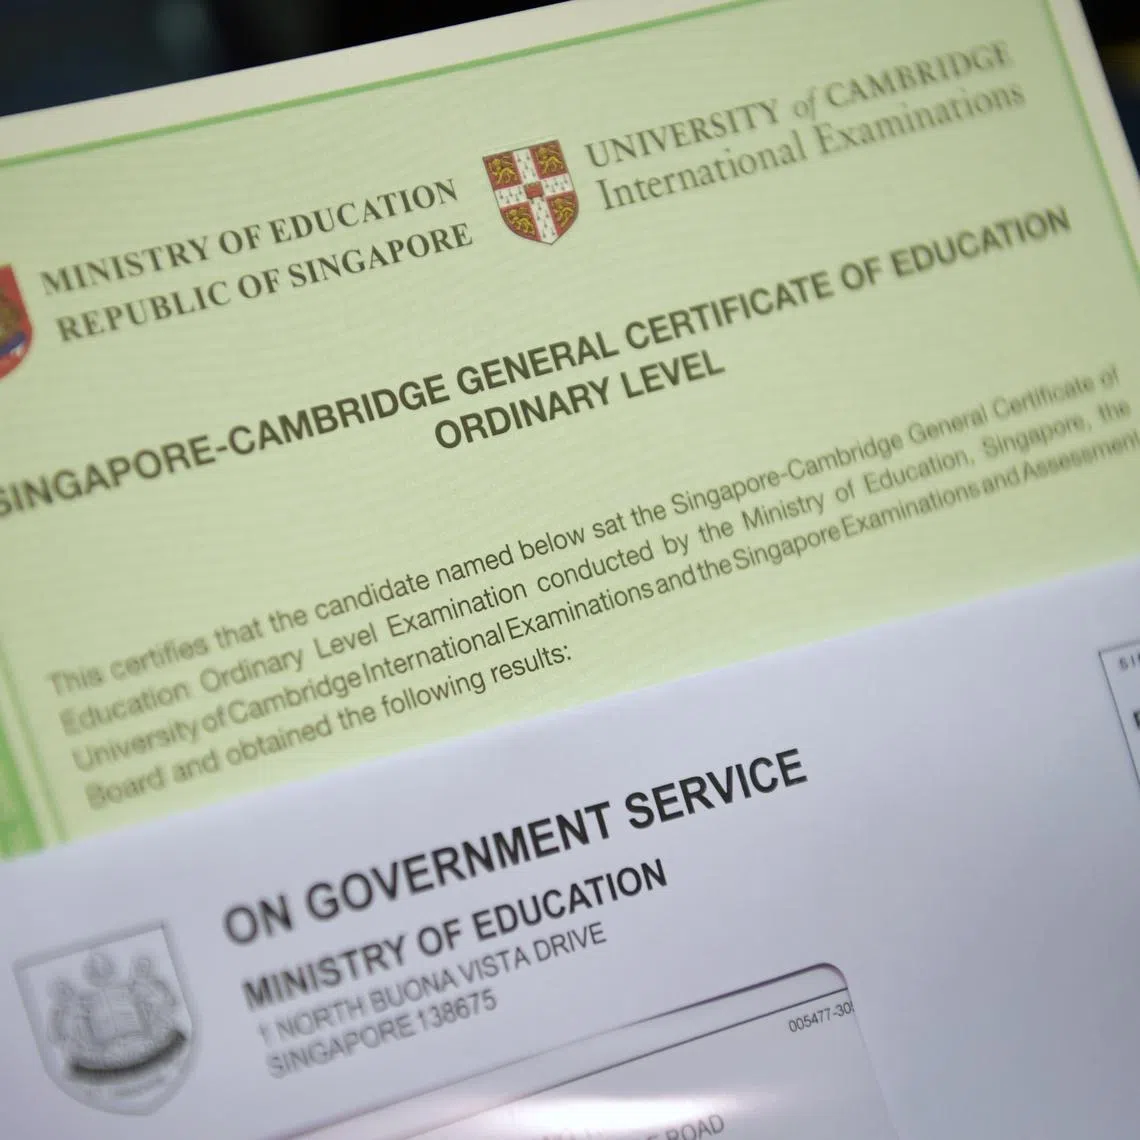 MINISTRY OF EDUCATION
REPUBLIC OF SINGAPORE
UNIVERSITY of CAMBRIDGE
International Examinations
SINGAPORE-CAMBRIDGE GENERAL CERTIFICATE OF EDUCATION
ORDINARY LEVEL
This certifies that the candidate named below sat the Singapore-Cambridge General Certificate of
Education Ordinary Level Examination conducted by the Ministry of Education, Singapore, the
University of Cambridge International Examinations and the Singapore Examinations and Assessment
Board and obtained the following results:
ON GOVERNMENT SERVICE
MINISTRY OF EDUCATION
1 NORTH BUONA VISTA DRIVE
SINGAPORE 138675
005477-30
ROAD